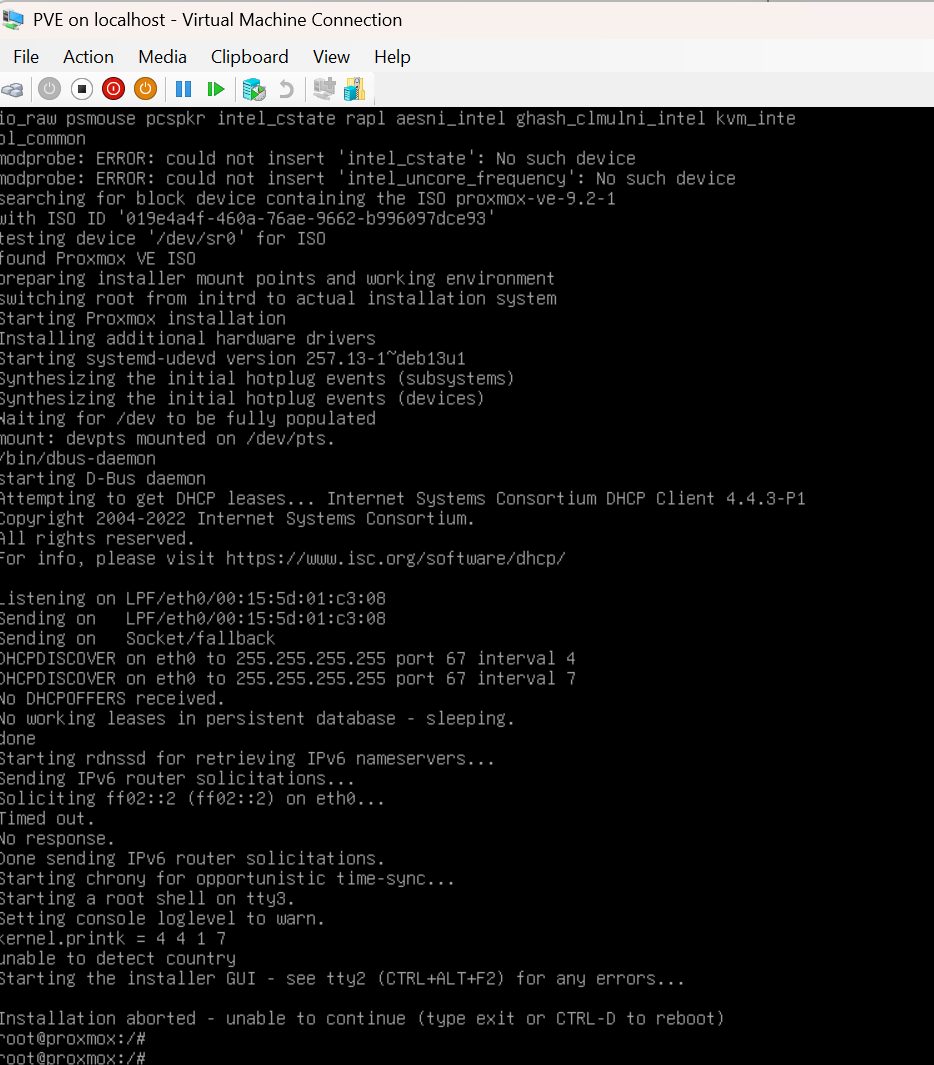 PVE on localhost - Virtual Machine Connection
File Action Media Clipboard View Help
io_raw psmouse pcspkr intel_cstate rapl aesni_intel ghash_clmulni_intel kvm_inte
ol_common
modprobe: ERROR: could not insert 'intel_cstate': No such device
modprobe: ERROR: could not insert 'intel_uncore_frequency': No such device
searching for block device containing the ISO proxmox-ve-9.2-1
with ISO ID '019e4a4f-460a-76ae-9662-b996097dce93'
testing device '/dev/sr0' for ISO
found Proxmox VE ISO
preparing installer mount points and working environment
switching root from initrd to actual installation system
Starting Proxmox installation
Installing additional hardware drivers
Starting systemd-udevd version 257.13-1~deb13u1
Synthesizing the initial hotplug events (subsystems)
Synthesizing the initial hotplug events (devices)
Waiting for /dev to be fully populated
mount: devpts mounted on /dev/pts.
/bin/dbus-daemon
starting D-Bus daemon
Attempting to get DHCP leases... Internet Systems Consortium DHCP Client 4.4.3-P1
Copyright 2004-2022 Internet Systems Consortium.
All rights reserved.
For info, please visit https://www.isc.org/software/dhcp/
Listening on LPF/eth0/00:15:5d:01:c3:08
Sending on   LPF/eth0/00:15:5d:01:c3:08
Sending on   Socket/fallback
DHCPDISCOVER on eth0 to 255.255.255.255 port 67 interval 4
DHCPDISCOVER on eth0 to 255.255.255.255 port 67 interval 7
No DHCPOFFERS received.
No working leases in persistent database - sleeping.
done
Starting rdnssd for retrieving IPv6 nameservers...
Sending IPv6 router solicitations...
Soliciting ff02::2 (ff02::2) on eth0...
Timed out.
No response.
Done sending IPv6 router solicitations.
Starting chrony for opportunistic time-sync...
Starting a root shell on tty3.
Setting console loglevel to warn.
kernel.printk = 4 4 1 7
unable to detect country
Starting the installer GUI - see tty2 (CTRL+ALT+F2) for any errors...
Installation aborted - unable to continue (type exit or CTRL-D to reboot)
root@proxmox:/#
root@proxmox:/#